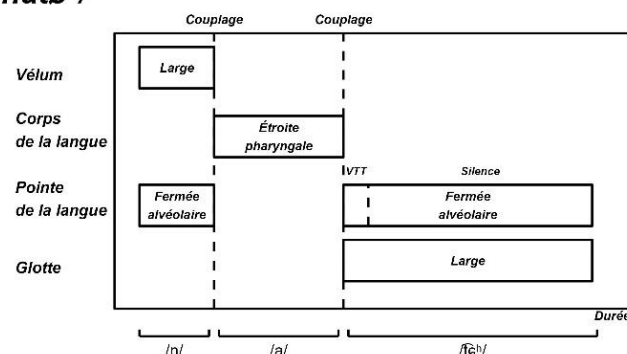 Couplage Couplage
Vélum
Large
Corps
de la langue
Étroite
pharyngale
VTT Silence
Pointe
de la langue
Fermée
alvéolaire
Fermée
alvéolaire
Glotte
Large
Durée
/n/ /a/